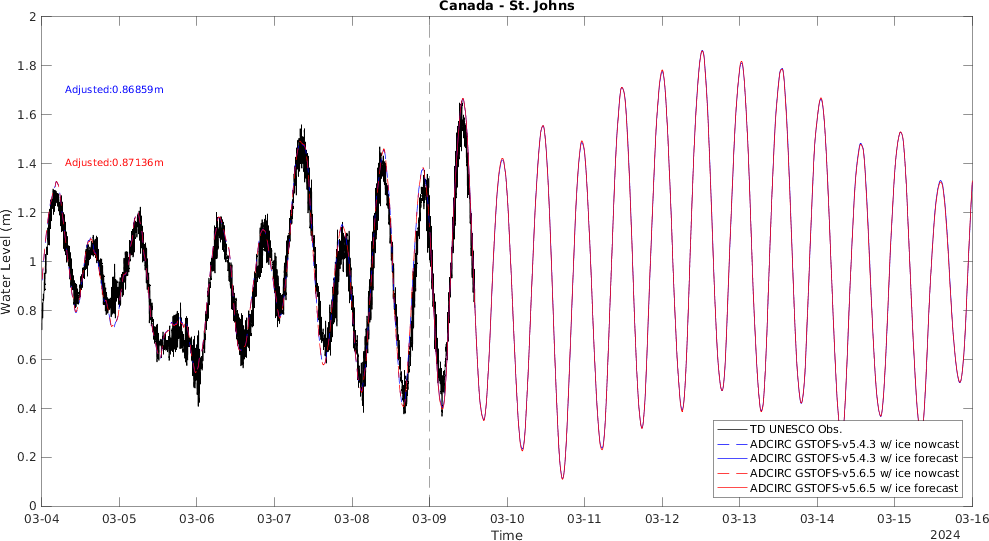 Canada - St. Johns
2
1.8
1.6
1.4
1.2
1
0.8
0.6
0.4
0.2
0
Water Level (m)
Adjusted:0.86859m
Adjusted:0.87136m
TD UNESCO Obs.
ADCIRC GSTOFS-v5.4.3 w/ ice nowcast
ADCIRC GSTOFS-v5.4.3 w/ ice forecast
ADCIRC GSTOFS-v5.6.5 w/ ice nowcast
ADCIRC GSTOFS-v5.6.5 w/ ice forecast
03-04 03-05 03-06 03-07 03-08 03-09 03-10 03-11 03-12 03-13 03-14 03-15 03-16
Time
2024